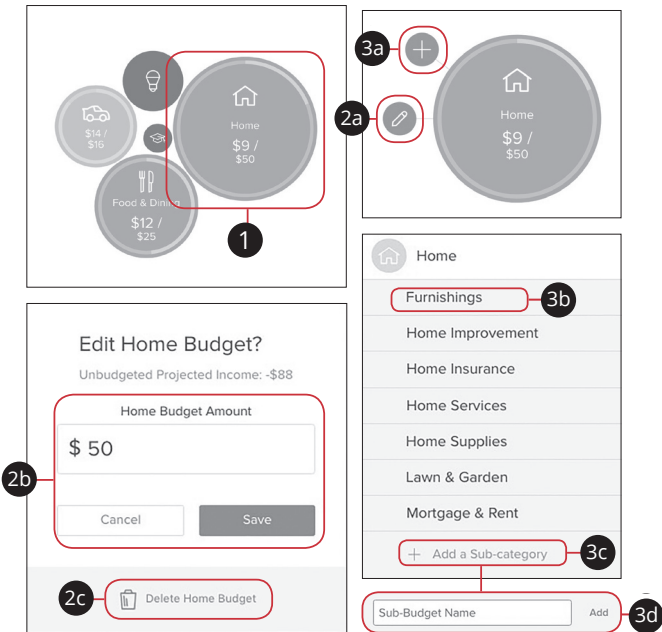 Home
$9 /
$50
$14 /
$16
Food & Dining
$12 /
$25
1
3a
2a
Home
$9 /
$50
Edit Home Budget?
Unbudgeted Projected Income: -$88
Home Budget Amount
$ 50
2b
Cancel
Save
2c
Delete Home Budget
Home
Furnishings
3b
Home Improvement
Home Insurance
Home Services
Home Supplies
Lawn & Garden
Mortgage & Rent
+ Add a Sub-category
3c
Sub-Budget Name
Add
3d